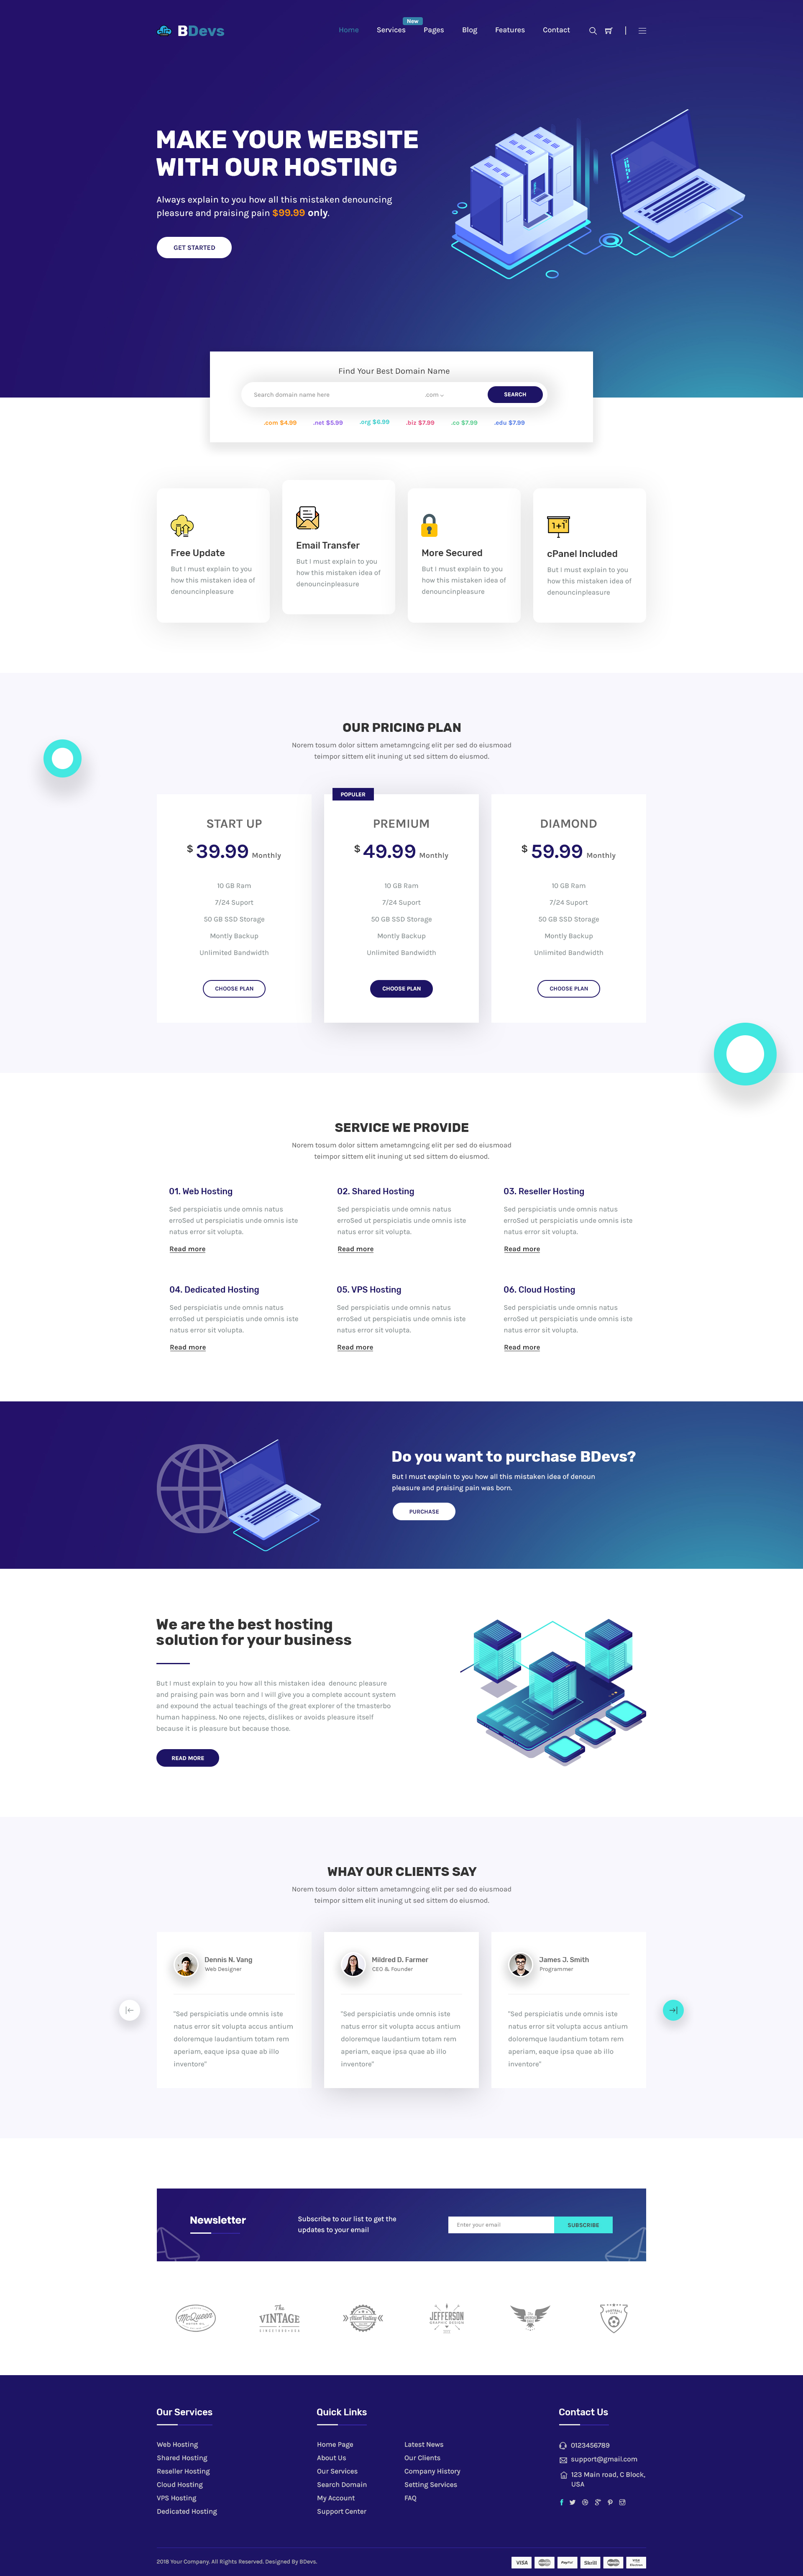 BDevs
Home Services New Pages Blog Features Contact
MAKE YOUR WEBSITE
WITH OUR HOSTING
Always explain to you how all this mistaken denouncing
pleasure and praising pain $99.99 only.
GET STARTED
Find Your Best Domain Name
Search domain name here .com SEARCH
.com $4.99 .net $5.99 .org $6.99 .biz $7.99 .co $7.99 .edu $7.99
Free Update
But I must explain to you
how this mistaken idea of
denouncinpleasure
Email Transfer
But I must explain to you
how this mistaken idea of
denouncinpleasure
More Secured
But I must explain to you
how this mistaken idea of
denouncinpleasure
1+1
cPanel Included
But I must explain to you
how this mistaken idea of
denouncinpleasure
OUR PRICING PLAN
Norem tosum dolor sittem ametamngcing elit per sed do eiusmoad
teimpor sittem elit inuning ut sed sittem do eiusmod.
START UP
$ 39.99 Monthly
10 GB Ram
7/24 Suport
50 GB SSD Storage
Montly Backup
Unlimited Bandwidth
CHOOSE PLAN
POPULER
PREMIUM
$ 49.99 Monthly
10 GB Ram
7/24 Suport
50 GB SSD Storage
Montly Backup
Unlimited Bandwidth
CHOOSE PLAN
DIAMOND
$ 59.99 Monthly
10 GB Ram
7/24 Suport
50 GB SSD Storage
Montly Backup
Unlimited Bandwidth
CHOOSE PLAN
SERVICE WE PROVIDE
Norem tosum dolor sittem ametamngcing elit per sed do eiusmoad
teimpor sittem elit inuning ut sed sittem do eiusmod.
01. Web Hosting
Sed perspiciatis unde omnis natus
erroSed ut perspiciatis unde omnis iste
natus error sit volupta.
Read more
02. Shared Hosting
Sed perspiciatis unde omnis natus
erroSed ut perspiciatis unde omnis iste
natus error sit volupta.
Read more
03. Reseller Hosting
Sed perspiciatis unde omnis natus
erroSed ut perspiciatis unde omnis iste
natus error sit volupta.
Read more
04. Dedicated Hosting
Sed perspiciatis unde omnis natus
erroSed ut perspiciatis unde omnis iste
natus error sit volupta.
Read more
05. VPS Hosting
Sed perspiciatis unde omnis natus
erroSed ut perspiciatis unde omnis iste
natus error sit volupta.
Read more
06. Cloud Hosting
Sed perspiciatis unde omnis natus
erroSed ut perspiciatis unde omnis iste
natus error sit volupta.
Read more
Do you want to purchase BDevs?
But I must explain to you how all this mistaken idea of denoun
pleasure and praising pain was born.
PURCHASE
We are the best hosting
solution for your business
But I must explain to you how all this mistaken idea denounc pleasure
and praising pain was born and I will give you a complete account system
and expound the actual teachings of the great explorer of the tmasterbo
human happiness. No one rejects, dislikes or avoids pleasure itself
because it is pleasure but because those.
READ MORE
WHAY OUR CLIENTS SAY
Norem tosum dolor sittem ametamngcing elit per sed do eiusmoad
teimpor sittem elit inuning ut sed sittem do eiusmod.
Dennis N. Vang
Web Designer
"Sed perspiciatis unde omnis iste
natus error sit volupta accus antium
doloremque laudantium totam rem
aperiam, eaque ipsa quae ab illo
inventore"
Mildred D. Farmer
CEO & Founder
"Sed perspiciatis unde omnis iste
natus error sit volupta accus antium
doloremque laudantium totam rem
aperiam, eaque ipsa quae ab illo
inventore"
James J. Smith
Programmer
"Sed perspiciatis unde omnis iste
natus error sit volupta accus antium
doloremque laudantium totam rem
aperiam, eaque ipsa quae ab illo
inventore"
Newsletter
Subscribe to our list to get the
updates to your email
Enter your email SUBSCRIBE
McQueen
The
VINTAGE
JEFFERSON
Our Services
Web Hosting
Shared Hosting
Reseller Hosting
Cloud Hosting
VPS Hosting
Dedicated Hosting
Quick Links
Home Page
About Us
Our Services
Search Domain
My Account
Support Center
Latest News
Our Clients
Company History
Setting Services
FAQ
Contact Us
0123456789
support@gmail.com
123 Main road, C Block,
USA
2018 Your Company. All Rights Reserved. Designed By BDevs.
VISA PayPal Skrill